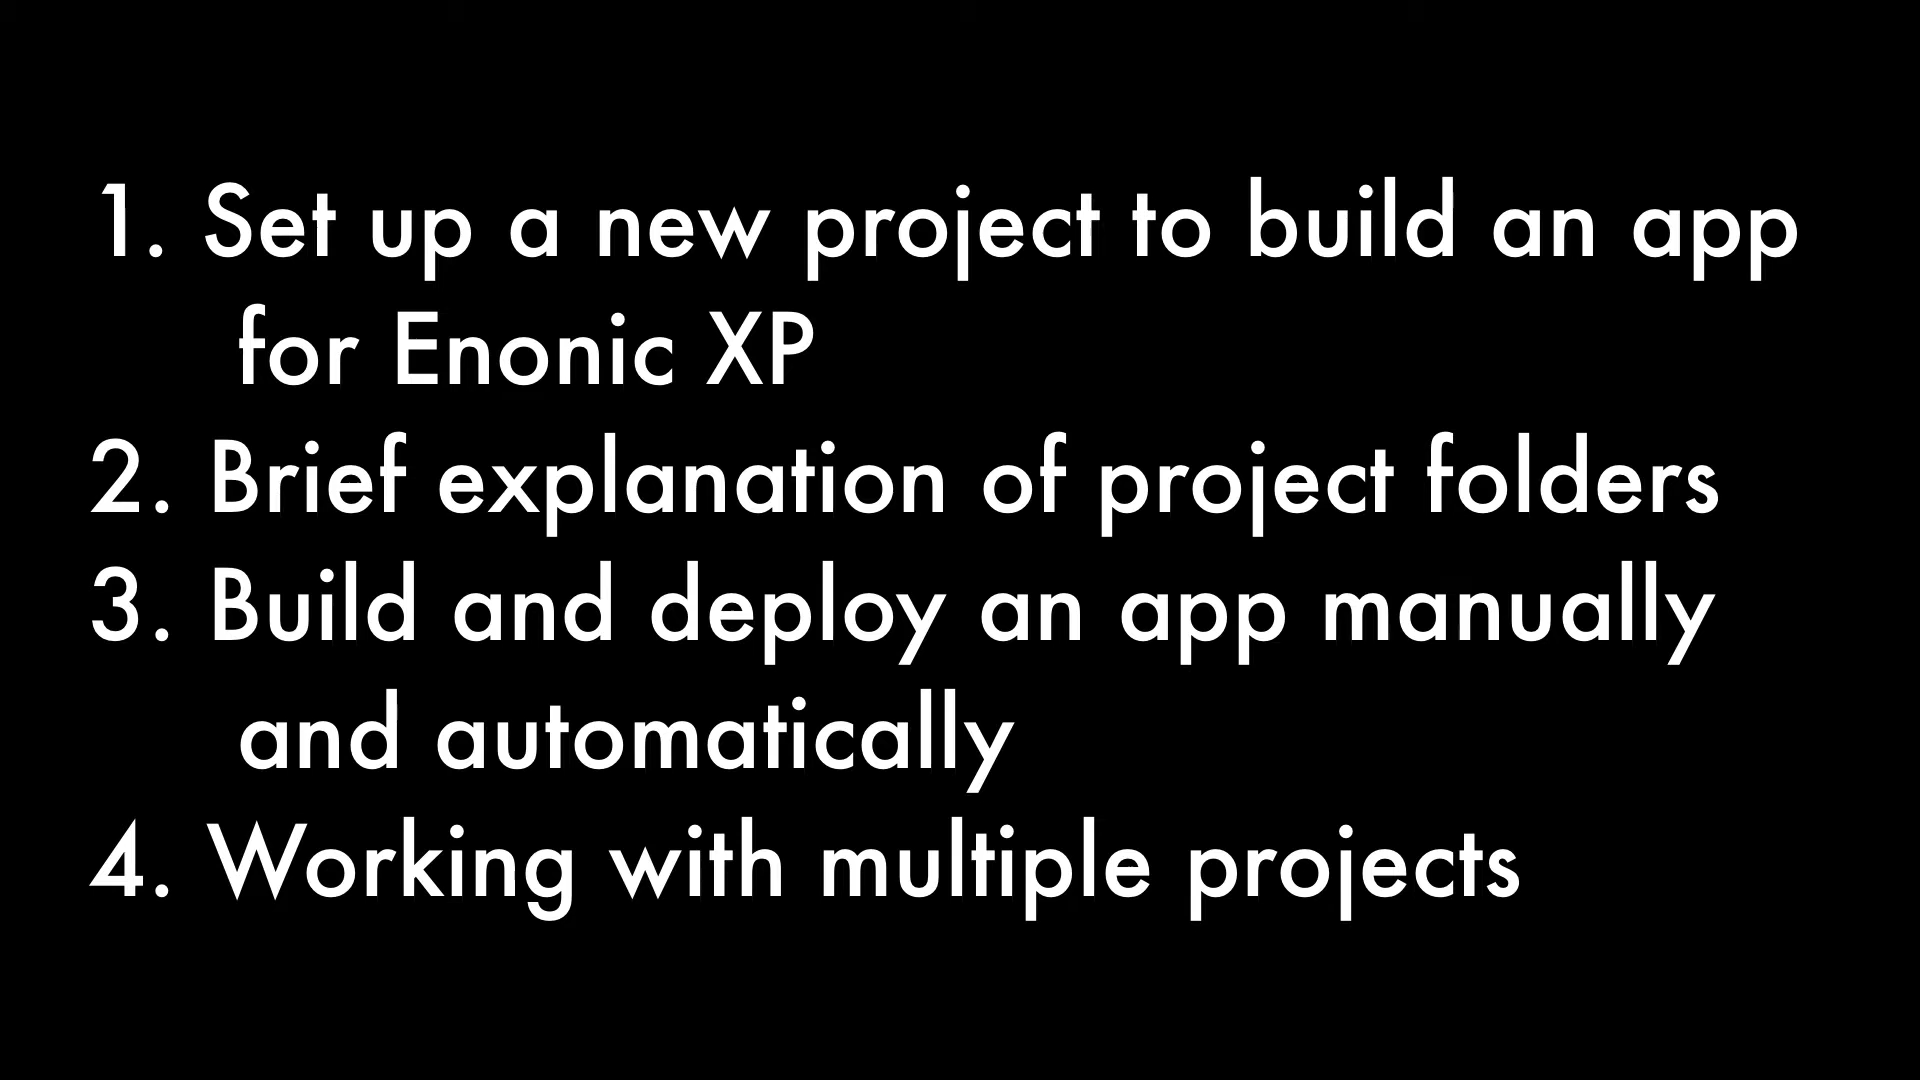 1. Set up a new project to build an app
for Enonic XP
2. Brief explanation of project folders
3. Build and deploy an app manually
and automatically
4. Working with multiple projects